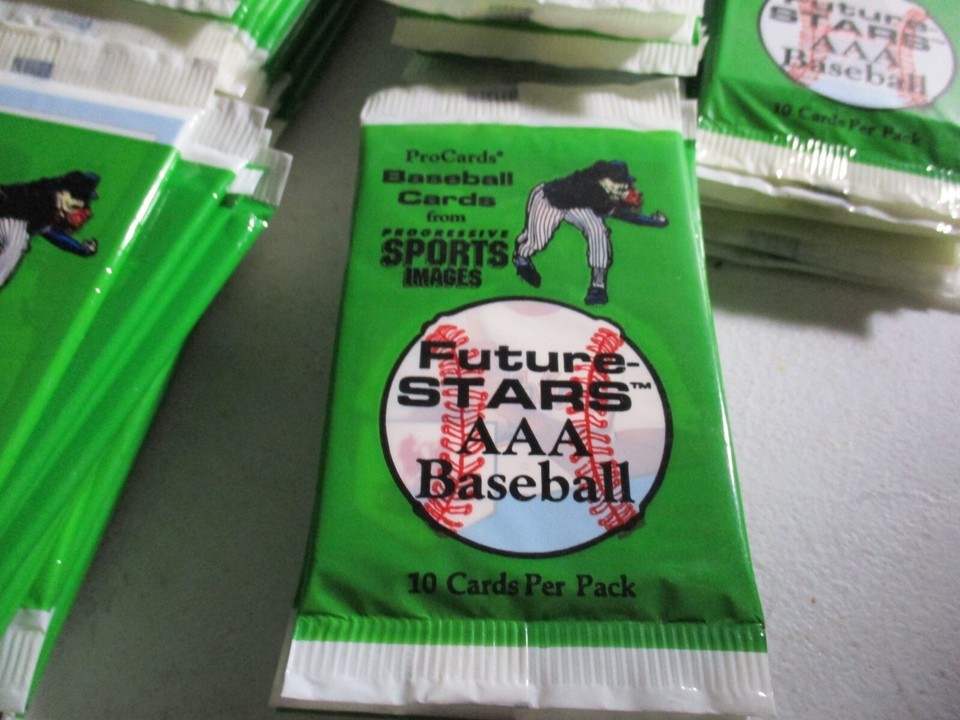 ProCards*
Baseball
Cards
from
PROGRESSIVE
SPORTS
IMAGES
Future-
STARS™
AAA
Baseball
10 Cards Per Pack
Future-
STARS
AAA
Baseball
10 Cards Per Pack